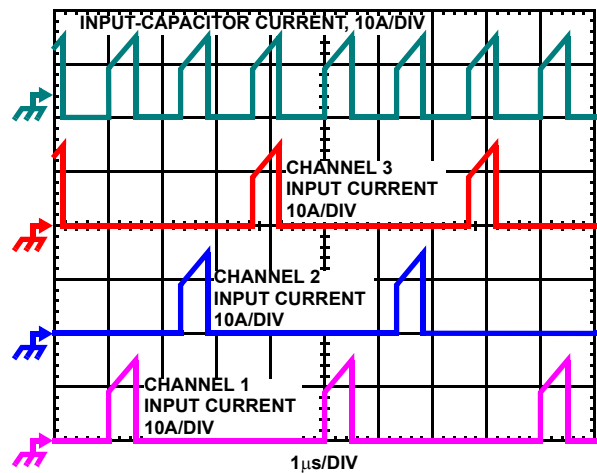 INPUT-CAPACITOR CURRENT, 10A/DIV
CHANNEL 3
INPUT CURRENT
10A/DIV
CHANNEL 2
INPUT CURRENT
10A/DIV
CHANNEL 1
INPUT CURRENT
10A/DIV
1μs/DIV